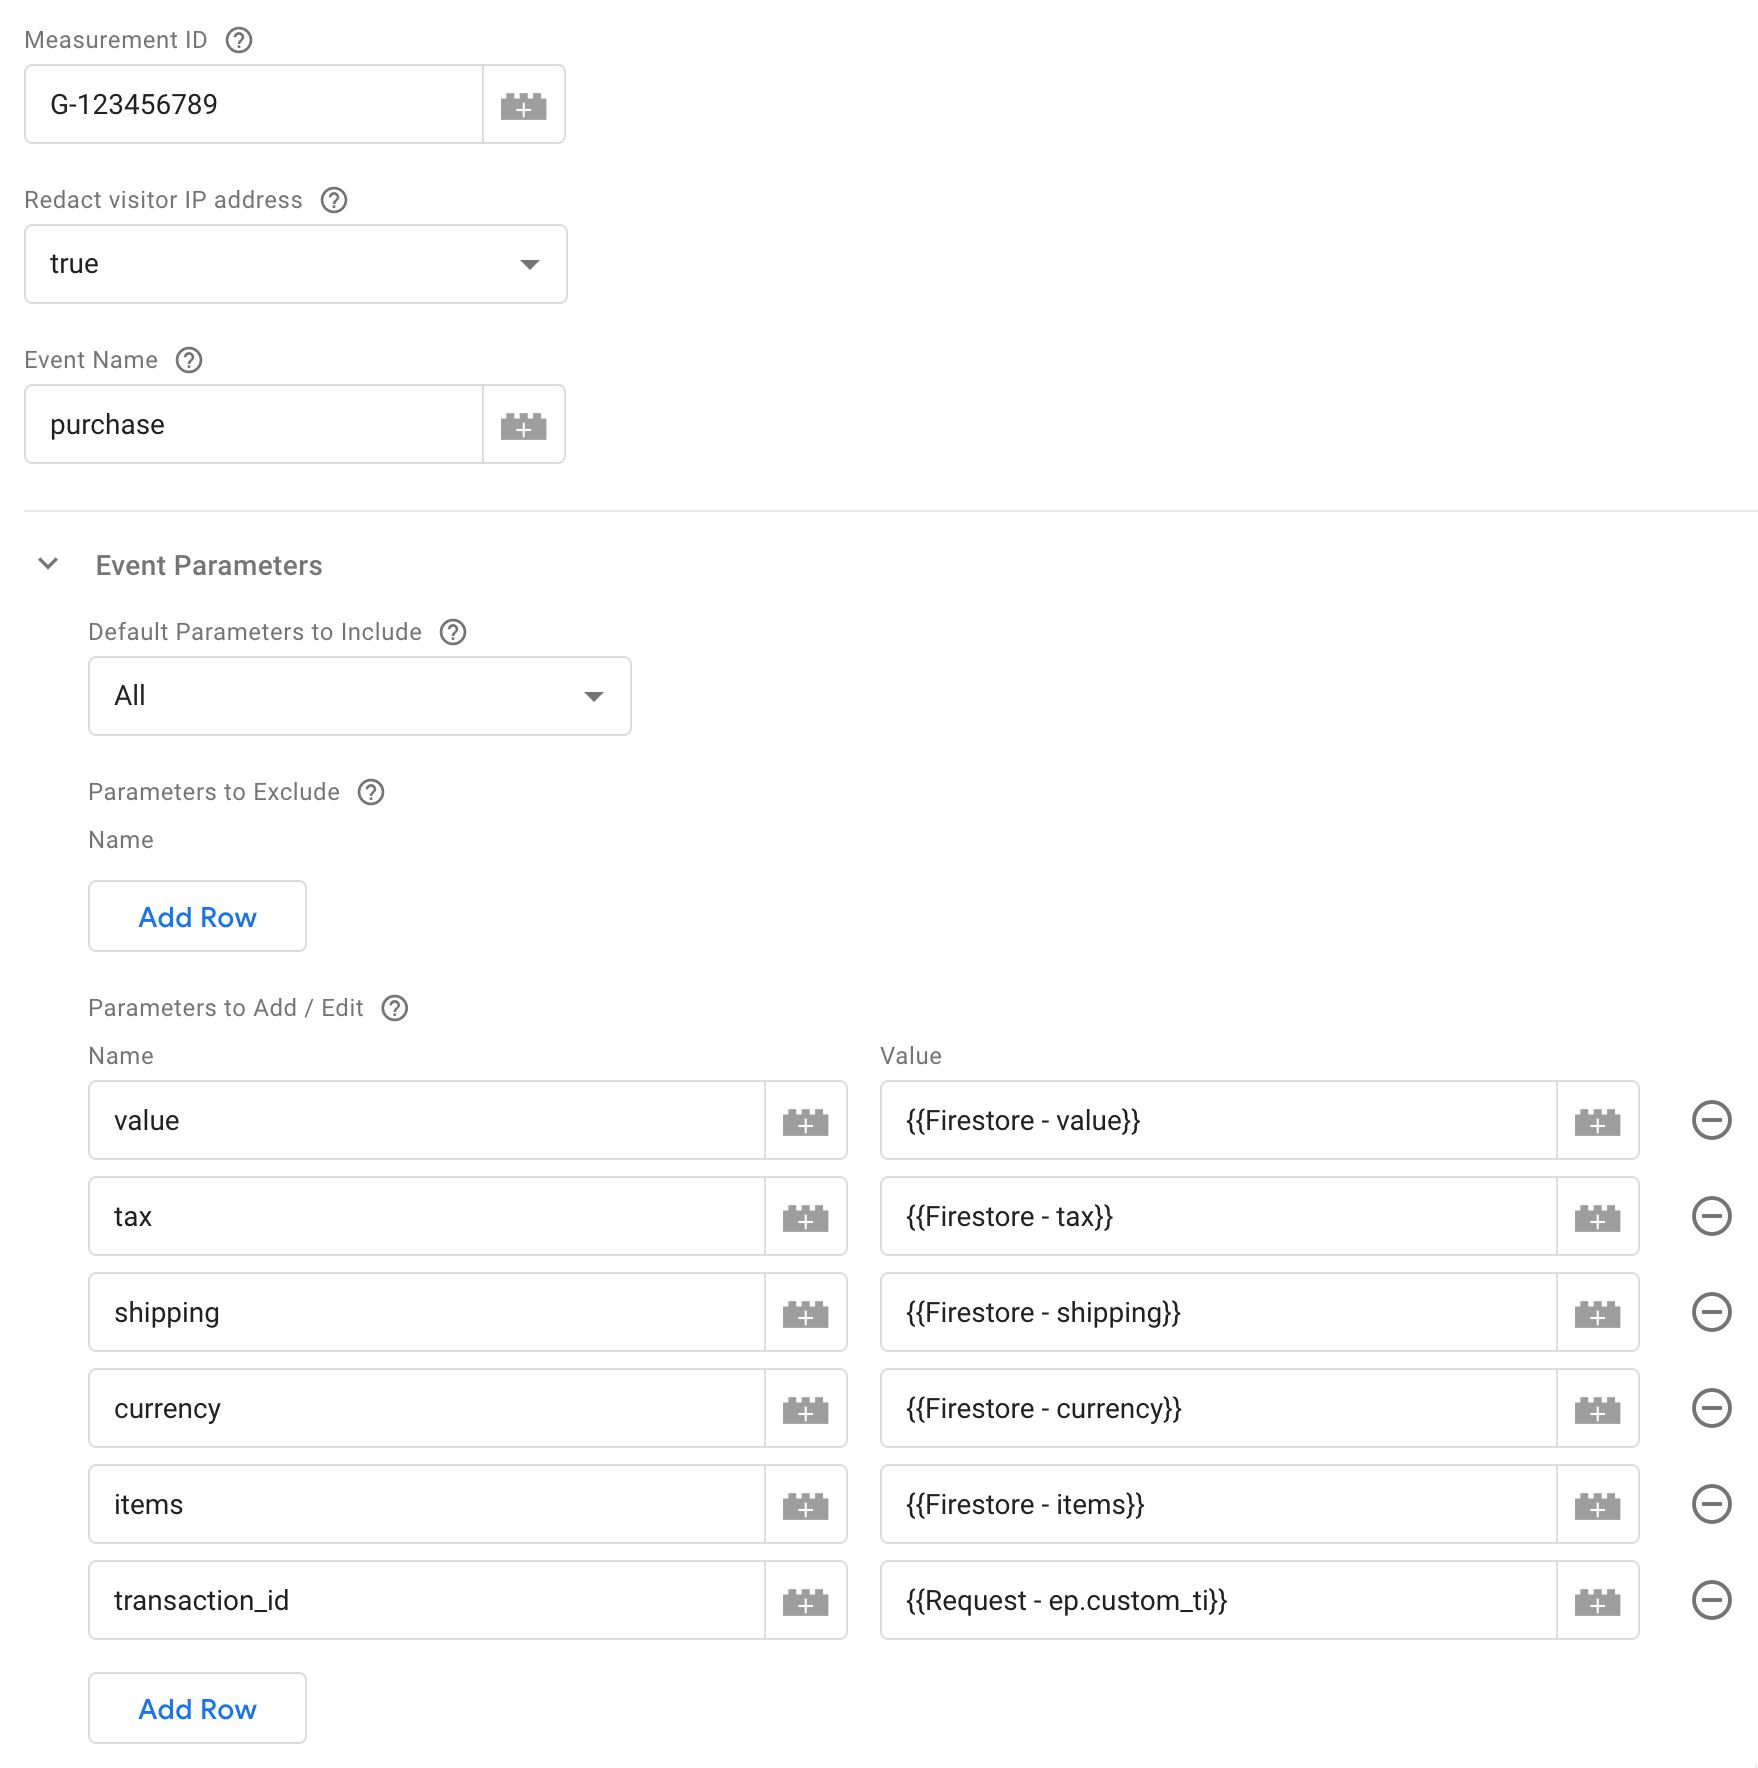 Measurement ID
G-123456789
Redact visitor IP address
true
Event Name
purchase
Event Parameters
Default Parameters to Include
All
Parameters to Exclude
Name
Add Row
Parameters to Add / Edit
Name Value
value {{Firestore - value}}
tax {{Firestore - tax}}
shipping {{Firestore - shipping}}
currency {{Firestore - currency}}
items {{Firestore - items}}
transaction_id {{Request - ep.custom_ti}}
Add Row